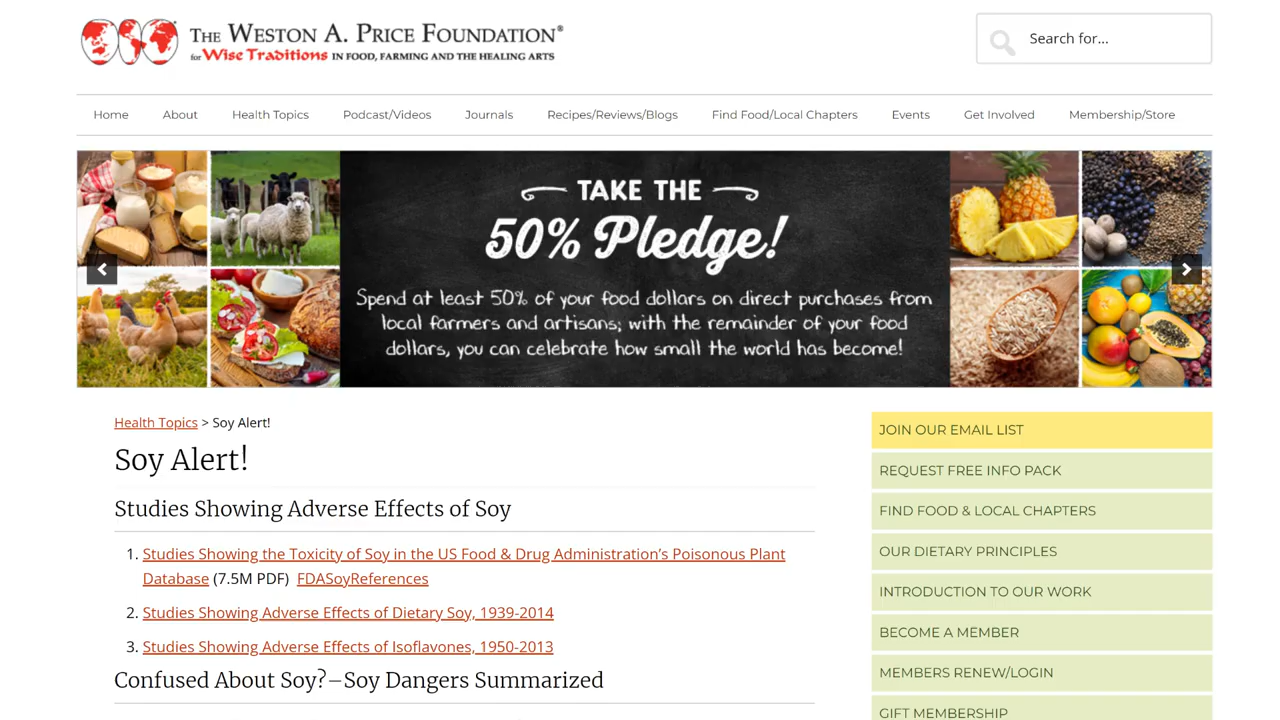 THE WESTON A. PRICE FOUNDATION®
for Wise Traditions IN FOOD, FARMING AND THE HEALING ARTS
Search for...
Home About Health Topics Podcast/Videos Journals Recipes/Reviews/Blogs Find Food/Local Chapters Events Get Involved Membership/Store
TAKE THE
50% Pledge!
Spend at least 50% of your food dollars on direct purchases from
local farmers and artisans; with the remainder of your food
dollars, you can celebrate how small the world has become!
Health Topics > Soy Alert!
Soy Alert!
Studies Showing Adverse Effects of Soy
1. Studies Showing the Toxicity of Soy in the US Food & Drug Administration's Poisonous Plant
Database (7.5M PDF) FDASoyReferences
2. Studies Showing Adverse Effects of Dietary Soy, 1939-2014
3. Studies Showing Adverse Effects of Isoflavones, 1950-2013
Confused About Soy?–Soy Dangers Summarized
JOIN OUR EMAIL LIST
REQUEST FREE INFO PACK
FIND FOOD & LOCAL CHAPTERS
OUR DIETARY PRINCIPLES
INTRODUCTION TO OUR WORK
BECOME A MEMBER
MEMBERS RENEW/LOGIN
GIFT MEMBERSHIP